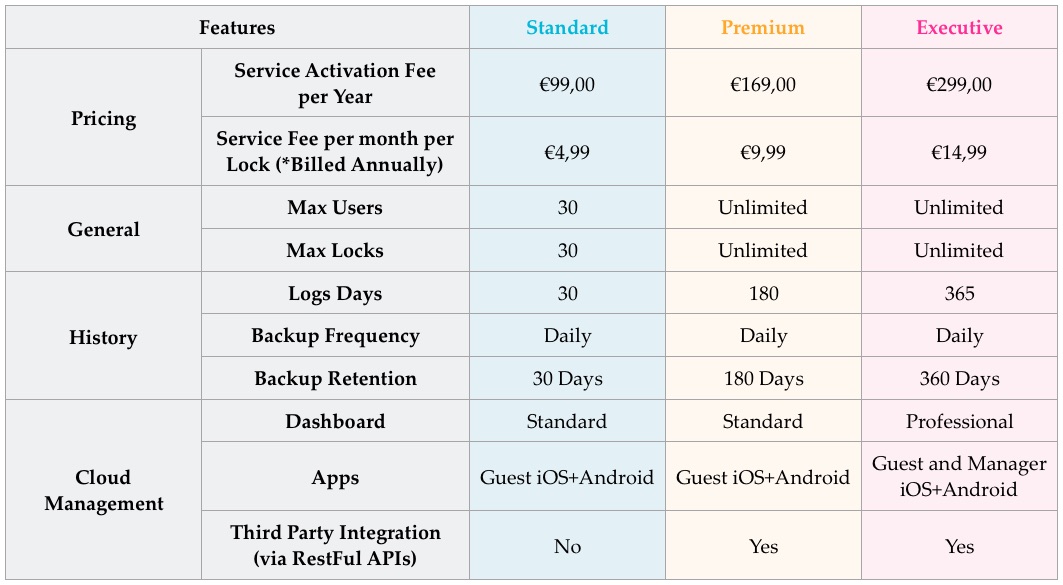 Features Standard Premium Executive
Pricing
Service Activation Fee
per Year
€99,00 €169,00 €299,00
Service Fee per month per
Lock (*Billed Annually)
€4,99 €9,99 €14,99
General
Max Users 30 Unlimited Unlimited
Max Locks 30 Unlimited Unlimited
History
Logs Days 30 180 365
Backup Frequency Daily Daily Daily
Backup Retention 30 Days 180 Days 360 Days
Cloud
Management
Dashboard Standard Standard Professional
Apps Guest iOS+Android Guest iOS+Android
Guest and Manager
iOS+Android
Third Party Integration
(via RestFul APIs)
No Yes Yes